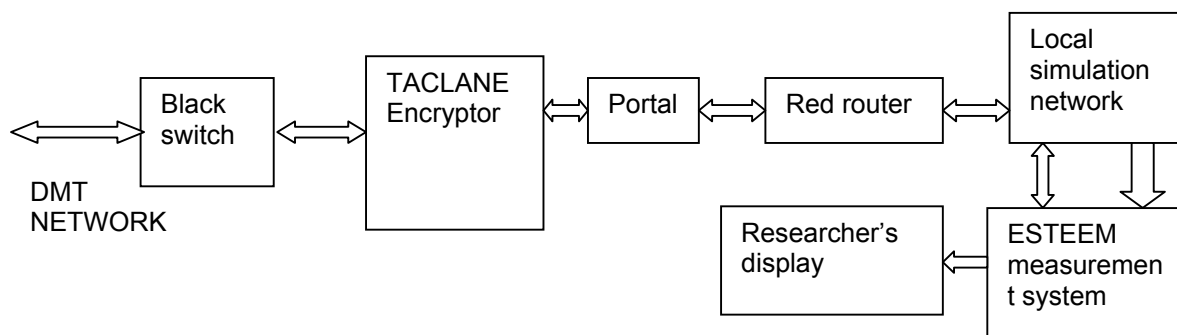 DMT
NETWORK
Black
switch
TACLANE
Encryptor
Portal
Red router
Local
simulation
network
Researcher’s
display
ESTEEM
measuremen
t system